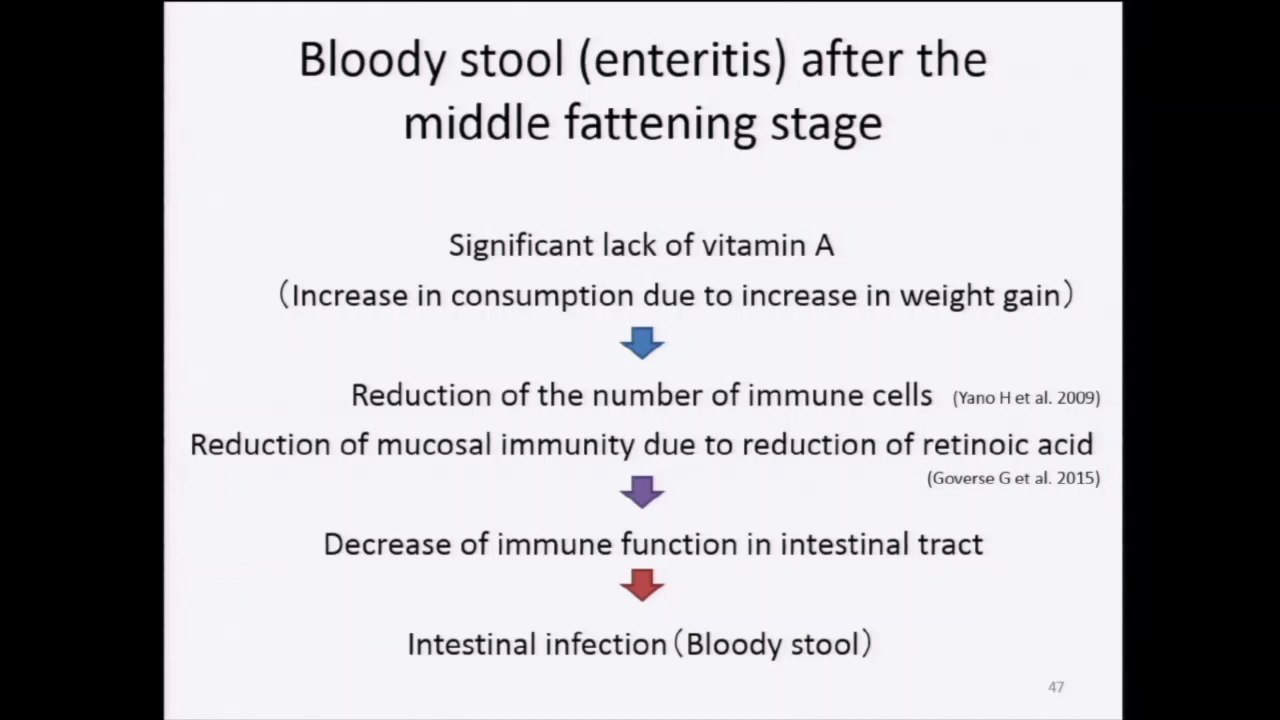 Bloody stool (enteritis) after the
middle fattening stage
Significant lack of vitamin A
（Increase in consumption due to increase in weight gain）
Reduction of the number of immune cells (Yano H et al. 2009)
Reduction of mucosal immunity due to reduction of retinoic acid
(Goverse G et al. 2015)
Decrease of immune function in intestinal tract
Intestinal infection（Bloody stool）
47